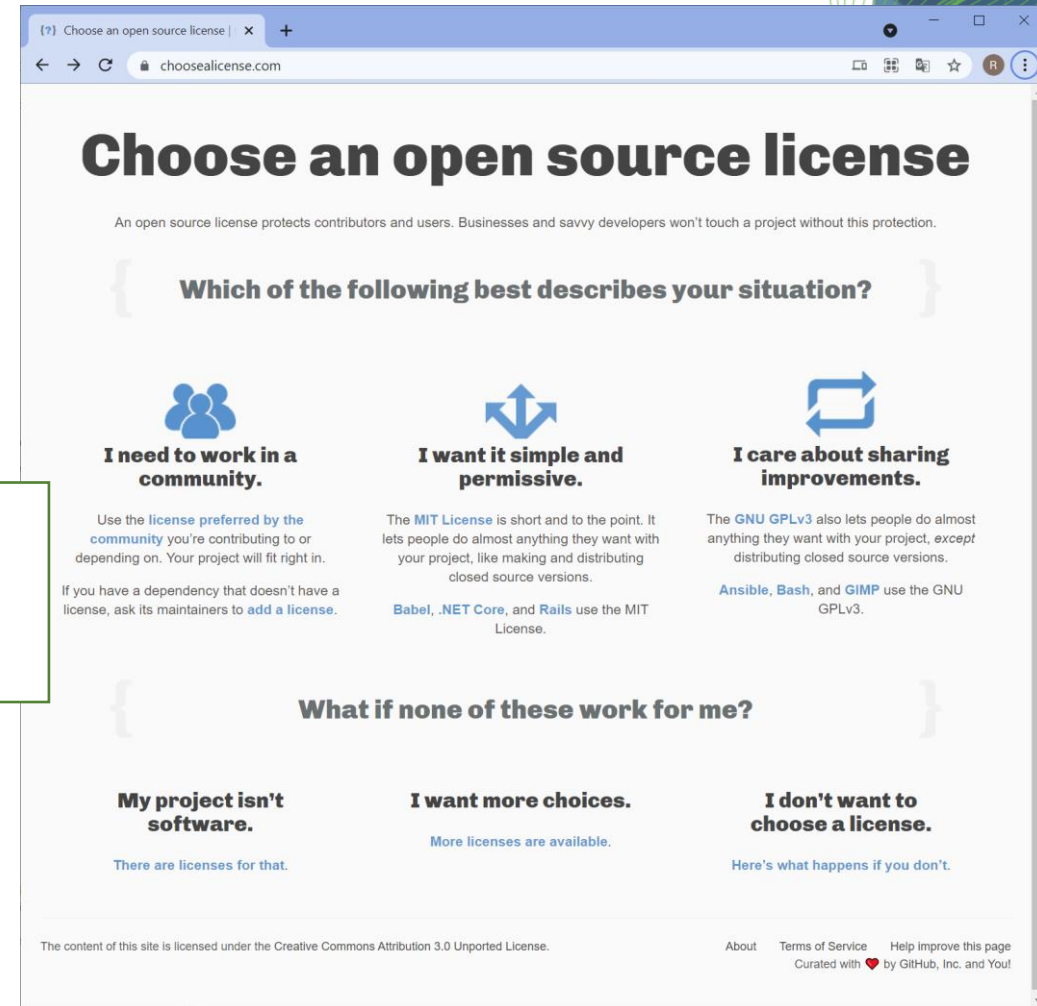 {?} Choose an open source license |
choosealicense.com
R
Choose an open source license
An open source license protects contributors and users. Businesses and savvy developers won't touch a project without this protection.
{ Which of the following best describes your situation? }
I need to work in a
community.
Use the license preferred by the
community you're contributing to or
depending on. Your project will fit right in.
If you have a dependency that doesn't have a
license, ask its maintainers to add a license.
I want it simple and
permissive.
The MIT License is short and to the point. It
lets people do almost anything they want with
your project, like making and distributing
closed source versions.
Babel, .NET Core, and Rails use the MIT
License.
I care about sharing
improvements.
The GNU GPLv3 also lets people do almost
anything they want with your project, except
distributing closed source versions.
Ansible, Bash, and GIMP use the GNU
GPLv3.
{ What if none of these work for me? }
My project isn't
software.
There are licenses for that.
I want more choices.
More licenses are available.
I don't want to
choose a license.
Here's what happens if you don't.
The content of this site is licensed under the Creative Commons Attribution 3.0 Unported License.
About Terms of Service Help improve this page
Curated with ❤ by GitHub, Inc. and You!